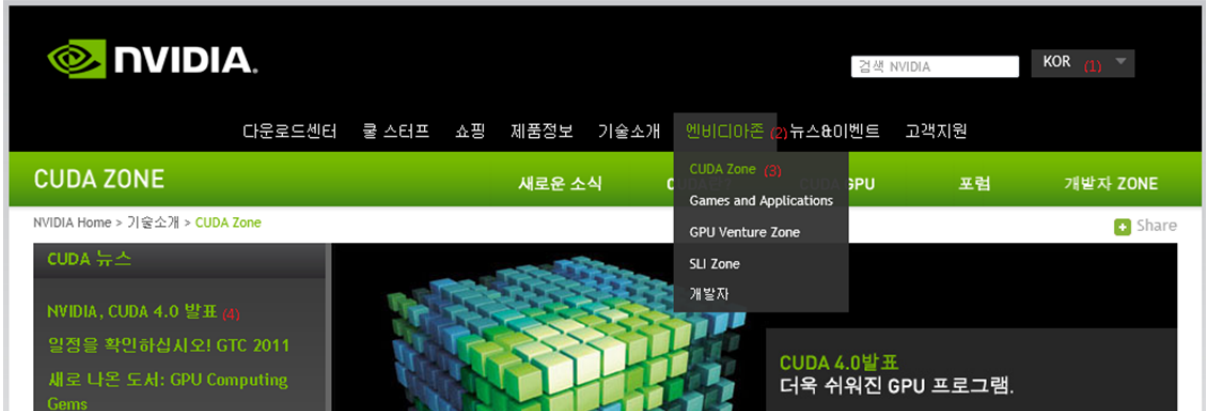 NVIDIA.
검색 NVIDIA KOR (1)
다운로드센터 쿨 스터프 쇼핑 제품정보 기술소개 엔비디아존 (2) 뉴스&이벤트 고객지원
CUDA ZONE 새로운 소식 GPU 포럼 개발자 ZONE
CUDA Zone (3)
Games and Applications
GPU Venture Zone
SLI Zone
개발자
NVIDIA Home > 기술소개 > CUDA Zone
Share
CUDA 뉴스
NVIDIA, CUDA 4.0 발표 (4)
일정을 확인하십시오! GTC 2011
새로 나온 도서: GPU Computing
Gems
CUDA 4.0발표
더욱 쉬워진 GPU 프로그램.